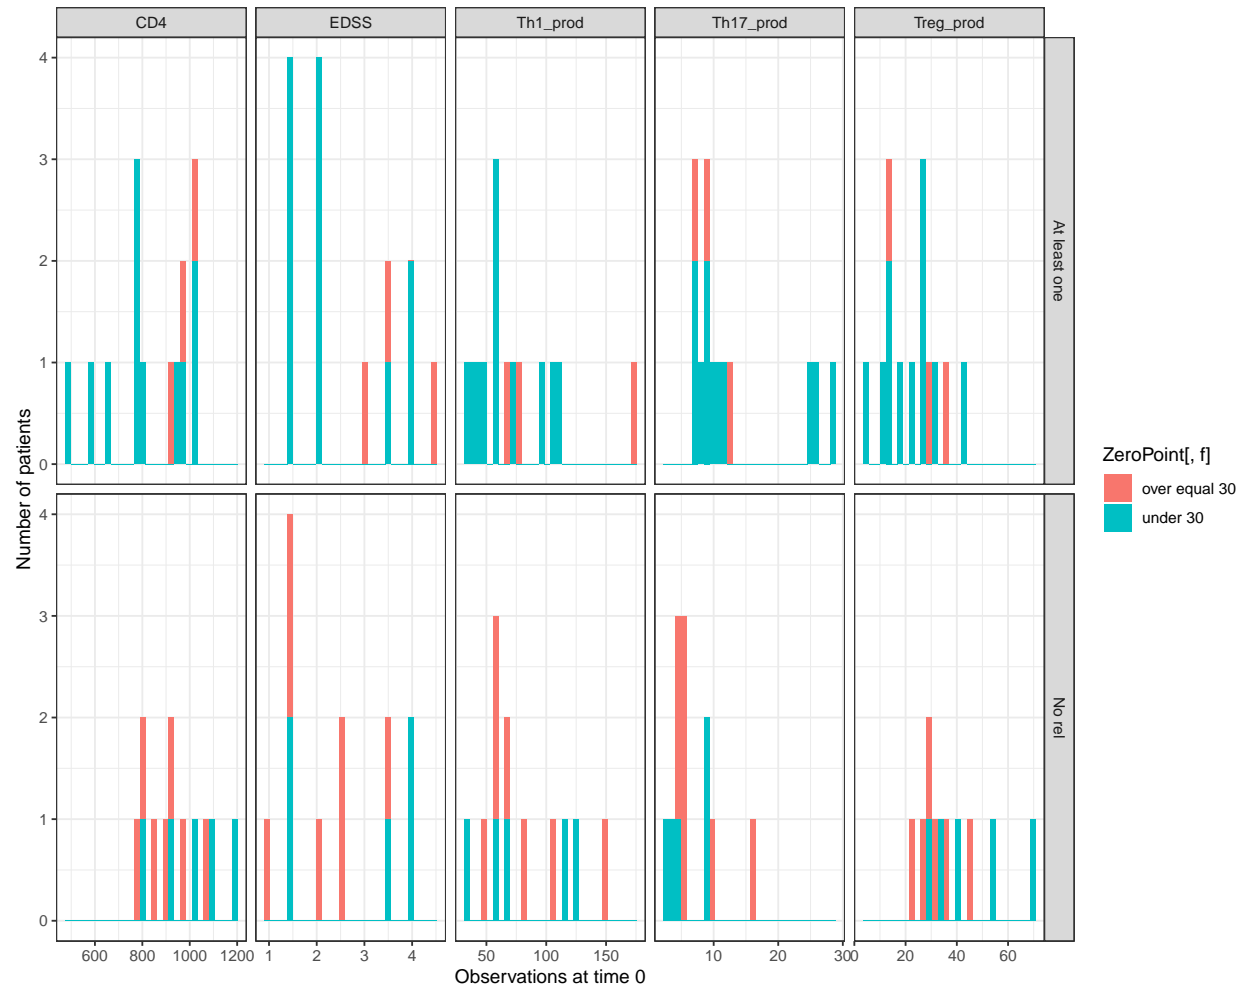 CD4 EDSS Th1_prod Th17_prod Treg_prod
4
3
2
1
0
At least one
4
3
2
1
0
No rel
Number of patients
600 800 1000 1200 1 2 3 4 50 100 150 10 20 30 20 40 60
Observations at time 0
ZeroPoint[, f]
over equal 30
under 30